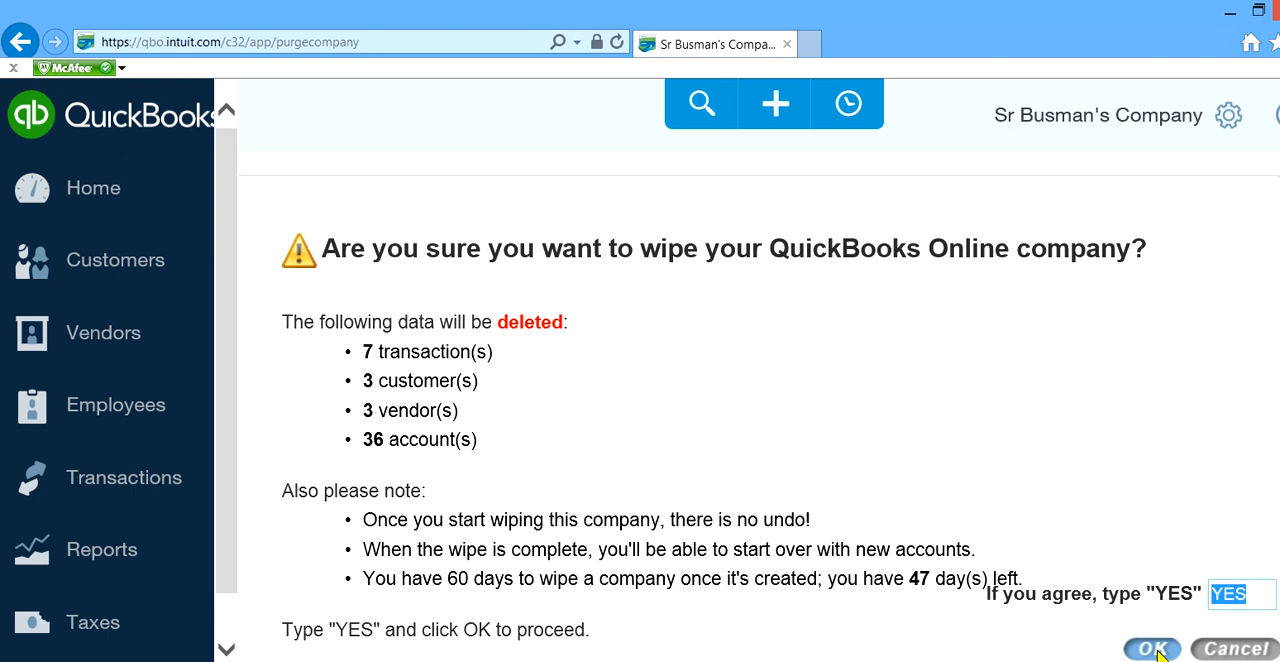 https://qbo.intuit.com/c32/app/purgecompany
Sr Busman's Compa...
x McAfee
qb QuickBooks
Sr Busman's Company
Home
Customers
Vendors
Employees
Transactions
Reports
Taxes
Are you sure you want to wipe your QuickBooks Online company?
The following data will be deleted:
• 7 transaction(s)
• 3 customer(s)
• 3 vendor(s)
• 36 account(s)
Also please note:
• Once you start wiping this company, there is no undo!
• When the wipe is complete, you'll be able to start over with new accounts.
• You have 60 days to wipe a company once it's created; you have 47 day(s) left.
If you agree, type "YES" YES
Type "YES" and click OK to proceed.
OK Cancel